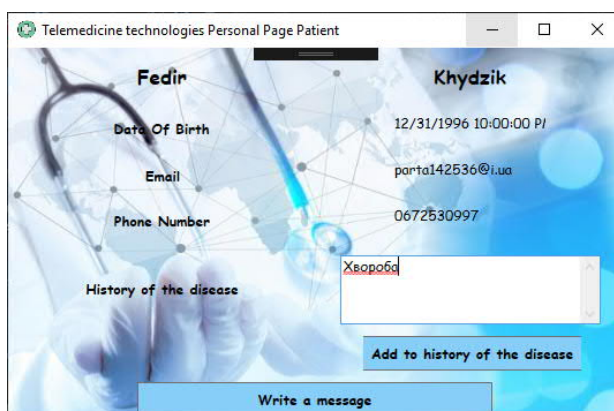 Telemedicine technologies Personal Page Patient
Fedir Khydzik
Data Of Birth 12/31/1996 10:00:00 P
Email parta142536@i.ua
Phone Number 0672530997
History of the disease Хвороба
Add to history of the disease
Write a message